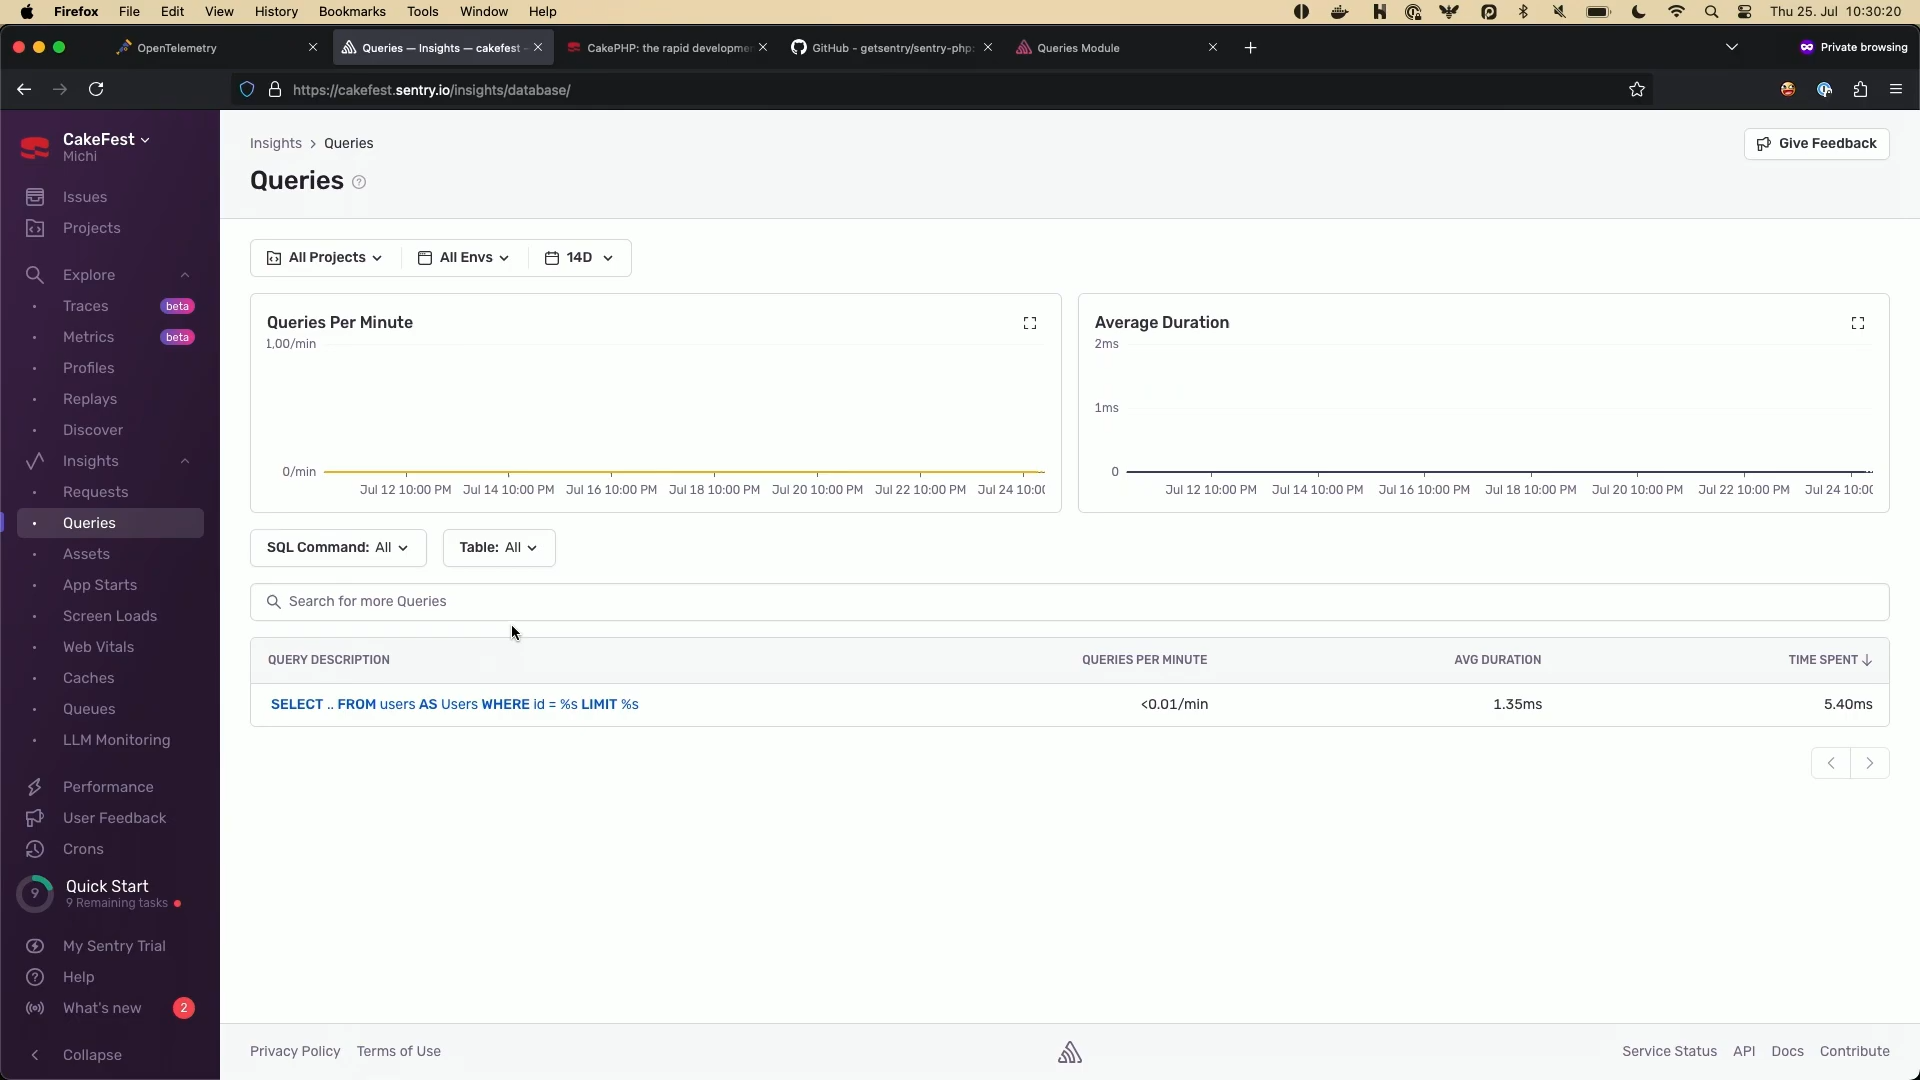 Firefox File Edit View History Bookmarks Tools Window Help Thu 25. Jul 10:30:20
OpenTelemetry Queries — Insights — cakefest - CakePHP: the rapid developmen GitHub - getsentry/sentry-php: Queries Module Private browsing
https://cakefest.sentry.io/insights/database/
CakeFest
Michi
Issues
Projects
Explore
Traces beta
Metrics beta
Profiles
Replays
Discover
Insights
Requests
Queries
Assets
App Starts
Screen Loads
Web Vitals
Caches
Queues
LLM Monitoring
Performance
User Feedback
Crons
9 Quick Start
9 Remaining tasks
My Sentry Trial
Help
What's new 2
Collapse
Insights > Queries
Give Feedback
Queries
All Projects All Envs 14D
Queries Per Minute
1,00/min
0/min
Jul 12 10:00 PM Jul 14 10:00 PM Jul 16 10:00 PM Jul 18 10:00 PM Jul 20 10:00 PM Jul 22 10:00 PM Jul 24 10:00
Average Duration
2ms
1ms
0
Jul 12 10:00 PM Jul 14 10:00 PM Jul 16 10:00 PM Jul 18 10:00 PM Jul 20 10:00 PM Jul 22 10:00 PM Jul 24 10:00
SQL Command: All Table: All
Search for more Queries
QUERY DESCRIPTION QUERIES PER MINUTE AVG DURATION TIME SPENT
SELECT .. FROM users AS Users WHERE id = %s LIMIT %s <0.01/min 1.35ms 5.40ms
Privacy Policy Terms of Use Service Status API Docs Contribute